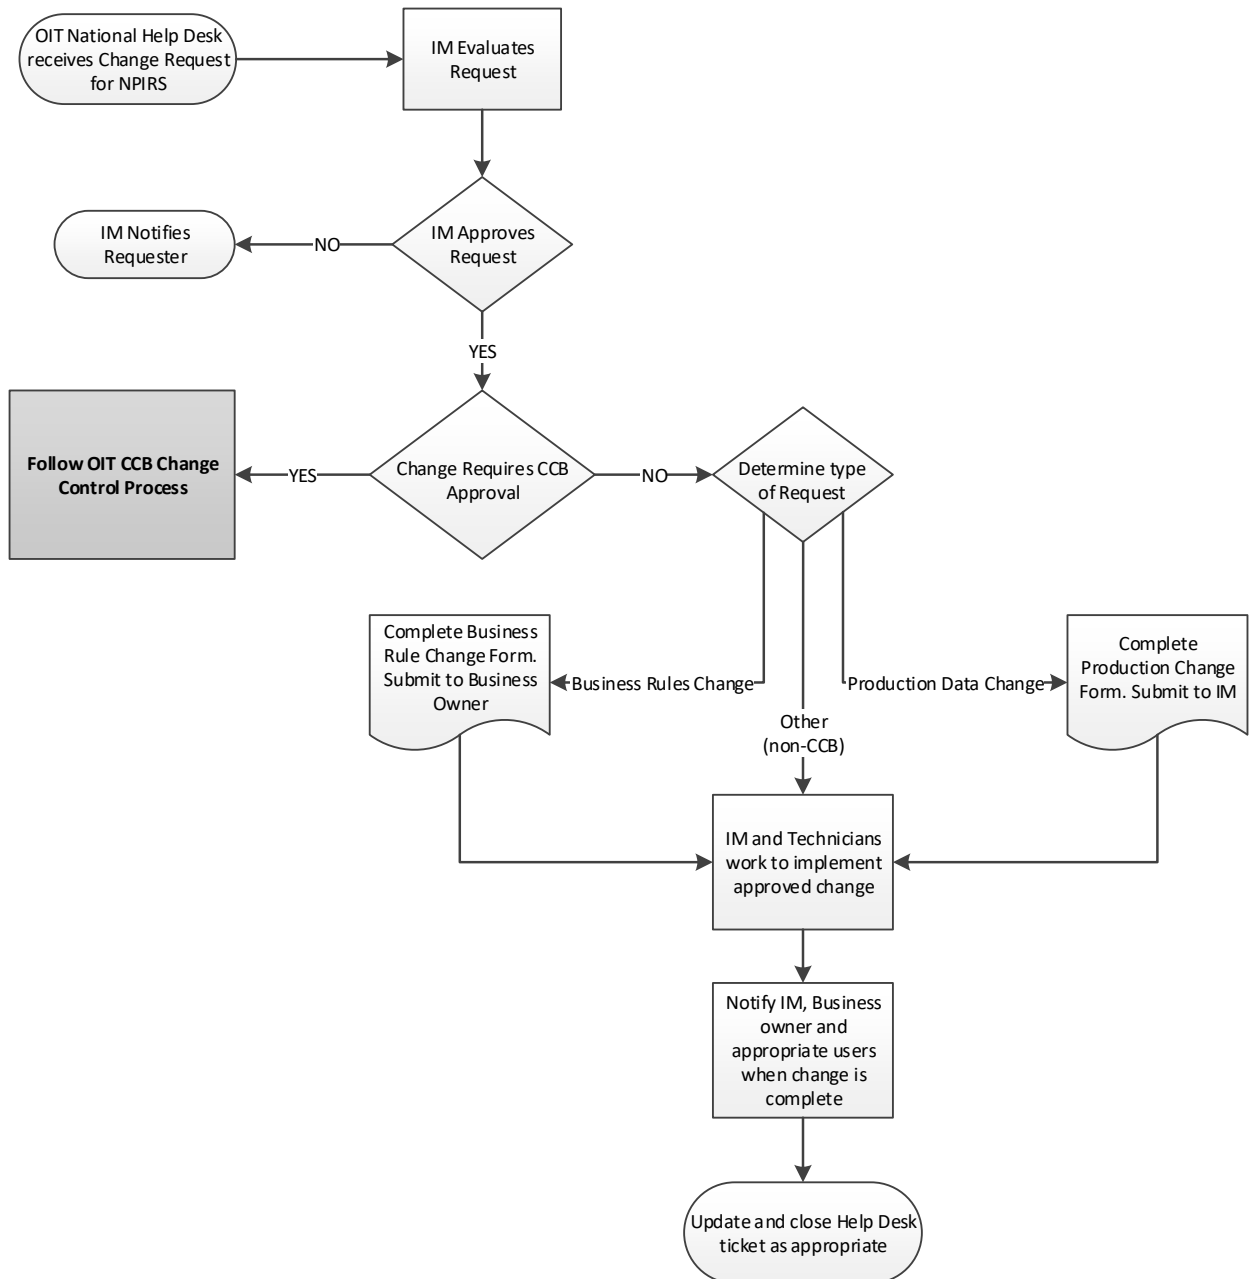 OIT National Help Desk
receives Change Request
for NPIRS
IM Evaluates
Request
IM Notifies
Requester
NO
IM Approves
Request
YES
Follow OIT CCB Change
Control Process
YES
Change Requires CCB
Approval
NO
Determine type
of Request
Complete Business
Rule Change Form.
Submit to Business
Owner
Business Rules Change
Production Data Change
Complete
Production Change
Form. Submit to IM
Other
(non-CCB)
IM and Technicians
work to implement
approved change
Notify IM, Business
owner and
appropriate users
when change is
complete
Update and close Help Desk
ticket as appropriate